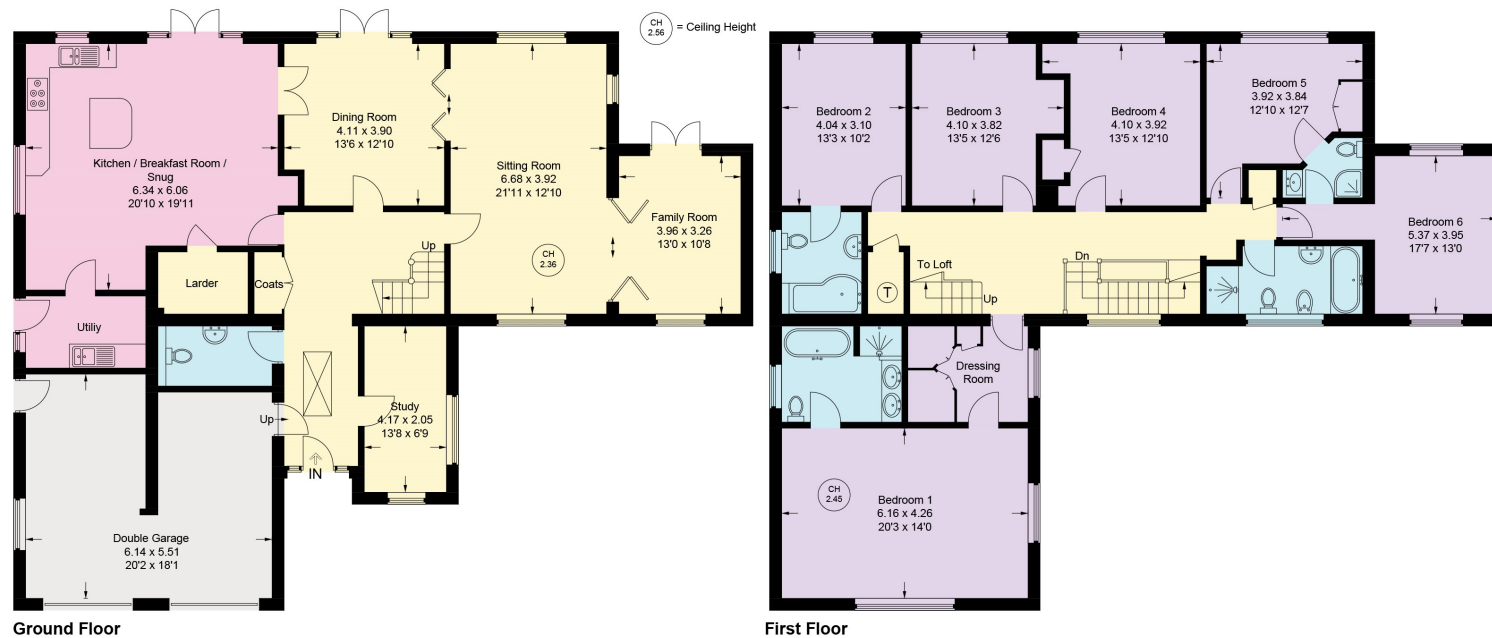 CH
2.56
= Ceiling Height
Kitchen / Breakfast Room /
Snug
6.34 x 6.06
20'10 x 19'11
Dining Room
4.11 x 3.90
13'6 x 12'10
Sitting Room
6.68 x 3.92
21'11 x 12'10
CH
2.36
Family Room
3.96 x 3.26
13'0 x 10'8
Up
Larder
Coats
Utiliy
Up
Study
4.17 x 2.05
13'8 x 6'9
IN
Double Garage
6.14 x 5.51
20'2 x 18'1
Ground Floor
Bedroom 2
4.04 x 3.10
13'3 x 10'2
Bedroom 3
4.10 x 3.82
13'5 x 12'6
Bedroom 4
4.10 x 3.92
13'5 x 12'10
Bedroom 5
3.92 x 3.84
12'10 x 12'7
Bedroom 6
5.37 x 3.95
17'7 x 13'0
To Loft
Up
Dn
T
Dressing
Room
CH
2.45
Bedroom 1
6.16 x 4.26
20'3 x 14'0
First Floor